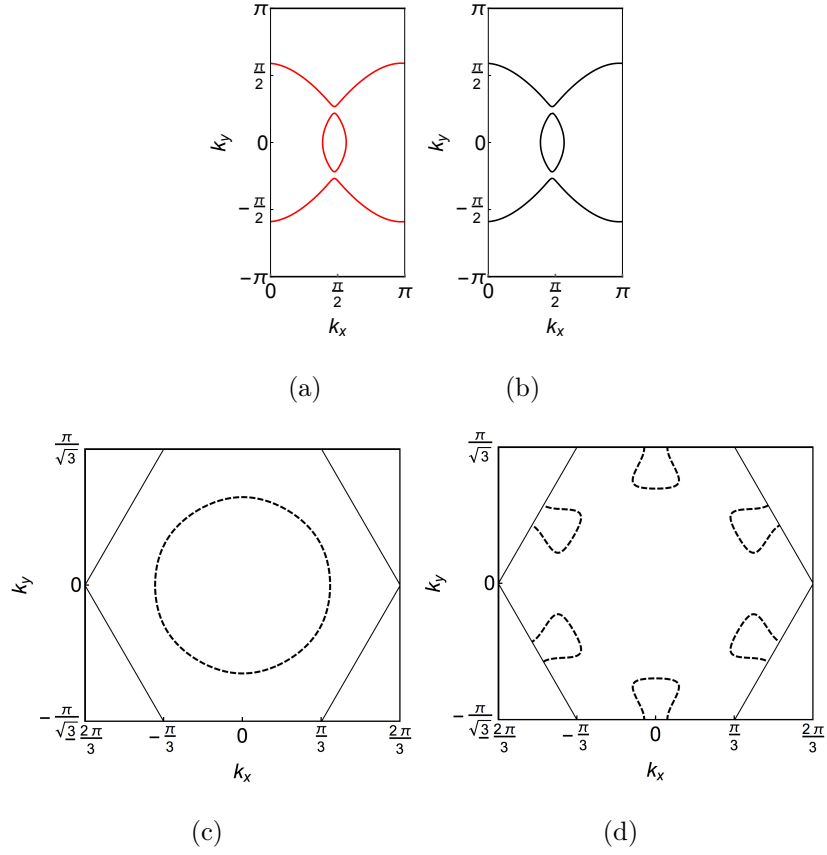 π π
π/2 π/2
k_y 0 k_y 0
−π/2 −π/2
−π −π
0 π/2 π 0 π/2 π
k_x k_x
(a) (b)
π/√3 π/√3
k_y 0 k_y 0
−π/√3 −π/√3
−2π/3 −π/3 0 π/3 2π/3 −2π/3 −π/3 0 π/3 2π/3
k_x k_x
(c) (d)